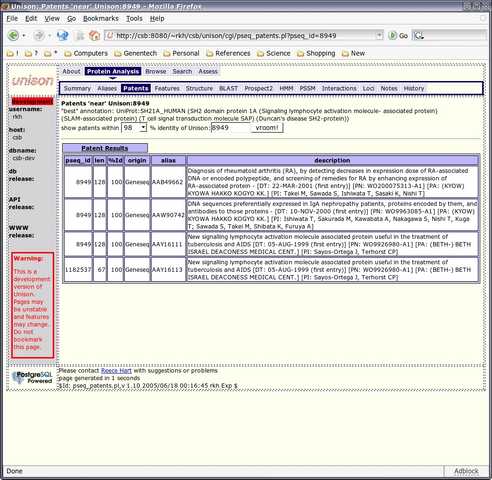 Unison: Patents 'near' Unison:8949 - Mozilla Firefox
File Edit View Go Bookmarks Tools Help
http://csb:8080/~rkh/csb/unison/cgi/pseq_patents.pl?pseq_id=8949 Go
! ? * Computers Genentech Personal References Science Shopping New
unison
About Protein Analysis Browse Search Assess
Summary Aliases Patents Features Structure BLAST Prospect2 HMM PSSM Interactions Loci Notes History
development
username:
rkh
host:
csb
dbname:
csb-dev
db
release:
API
release:
WWW
release:
Warning:
This is a
development
version of
Unison.
Pages may
be unstable
and features
may change.
Do not
bookmark
this page.
PostgreSQL
Powered
Patents 'near' Unison:8949
"best" annotation: UniProt:SH21A_HUMAN (SH2 domain protein 1A (Signaling lymphocyte activation molecule- associated protein)
(SLAM-associated protein) (T cell signal transduction molecule SAP) (Duncan's disease SH2-protein))
show patents within 98 % identity of Unison:8949 vroom!
Patent Results
pseq_id len %Id origin alias description
8949 128 100 Geneseq AAB49662 Diagnosis of rheumatoid arthritis (RA), by detecting decreases in expression dose of RA-associated
DNA or encoded polypeptide, and screening of remedies for RA by enhancing expression of
RA-associated protein - [DT: 22-MAR-2001 (first entry)] [PN: WO200075313-A1] [PA: (KYOW)
KYOWA HAKKO KOGYO KK.] [PI: Takei M, Sawada S, Ishiwata T, Sasaki K, Nishi T]
8949 128 100 Geneseq AAW90742 DNA sequences preferentially expressed in IgA nephropathy patients, proteins encoded by them, and
antibodies to those proteins - [DT: 10-NOV-2000 (first entry)] [PN: WO9963085-A1] [PA: (KYOW)
KYOWA HAKKO KOGYO KK.] [PI: Ishiwata T, Sakurada M, Kawabata A, Nakagawa S, Nishi T, Kuga
T; Sawada S, Takei M, Shibata K, Furuya A]
8949 128 100 Geneseq AAY16111 New signalling lymphocyte activation molecule associated protein useful in the treatment of
tuberculosis and AIDS [DT: 05-AUG-1999 (first entry)] [PN: WO9926980-A1] [PA: (BETH-) BETH
ISRAEL DEACONESS MEDICAL CENT.] [PI: Sayos-Ortega J, Terhorst CP]
1182537 67 100 Geneseq AAY16113 New signalling lymphocyte activation molecule associated protein useful in the treatment of
tuberculosis and AIDS [DT: 05-AUG-1999 (first entry)] [PN: WO9926980-A1] [PA: (BETH-) BETH
ISRAEL DEACONESS MEDICAL CENT.] [PI: Sayos-Ortega J, Terhorst CP]
Please contact Reece Hart with suggestions or problems
page generated in 1 seconds
$Id: pseq_patents.pl,v 1.10 2005/06/18 00:16:45 rkh Exp $
Done Adblock